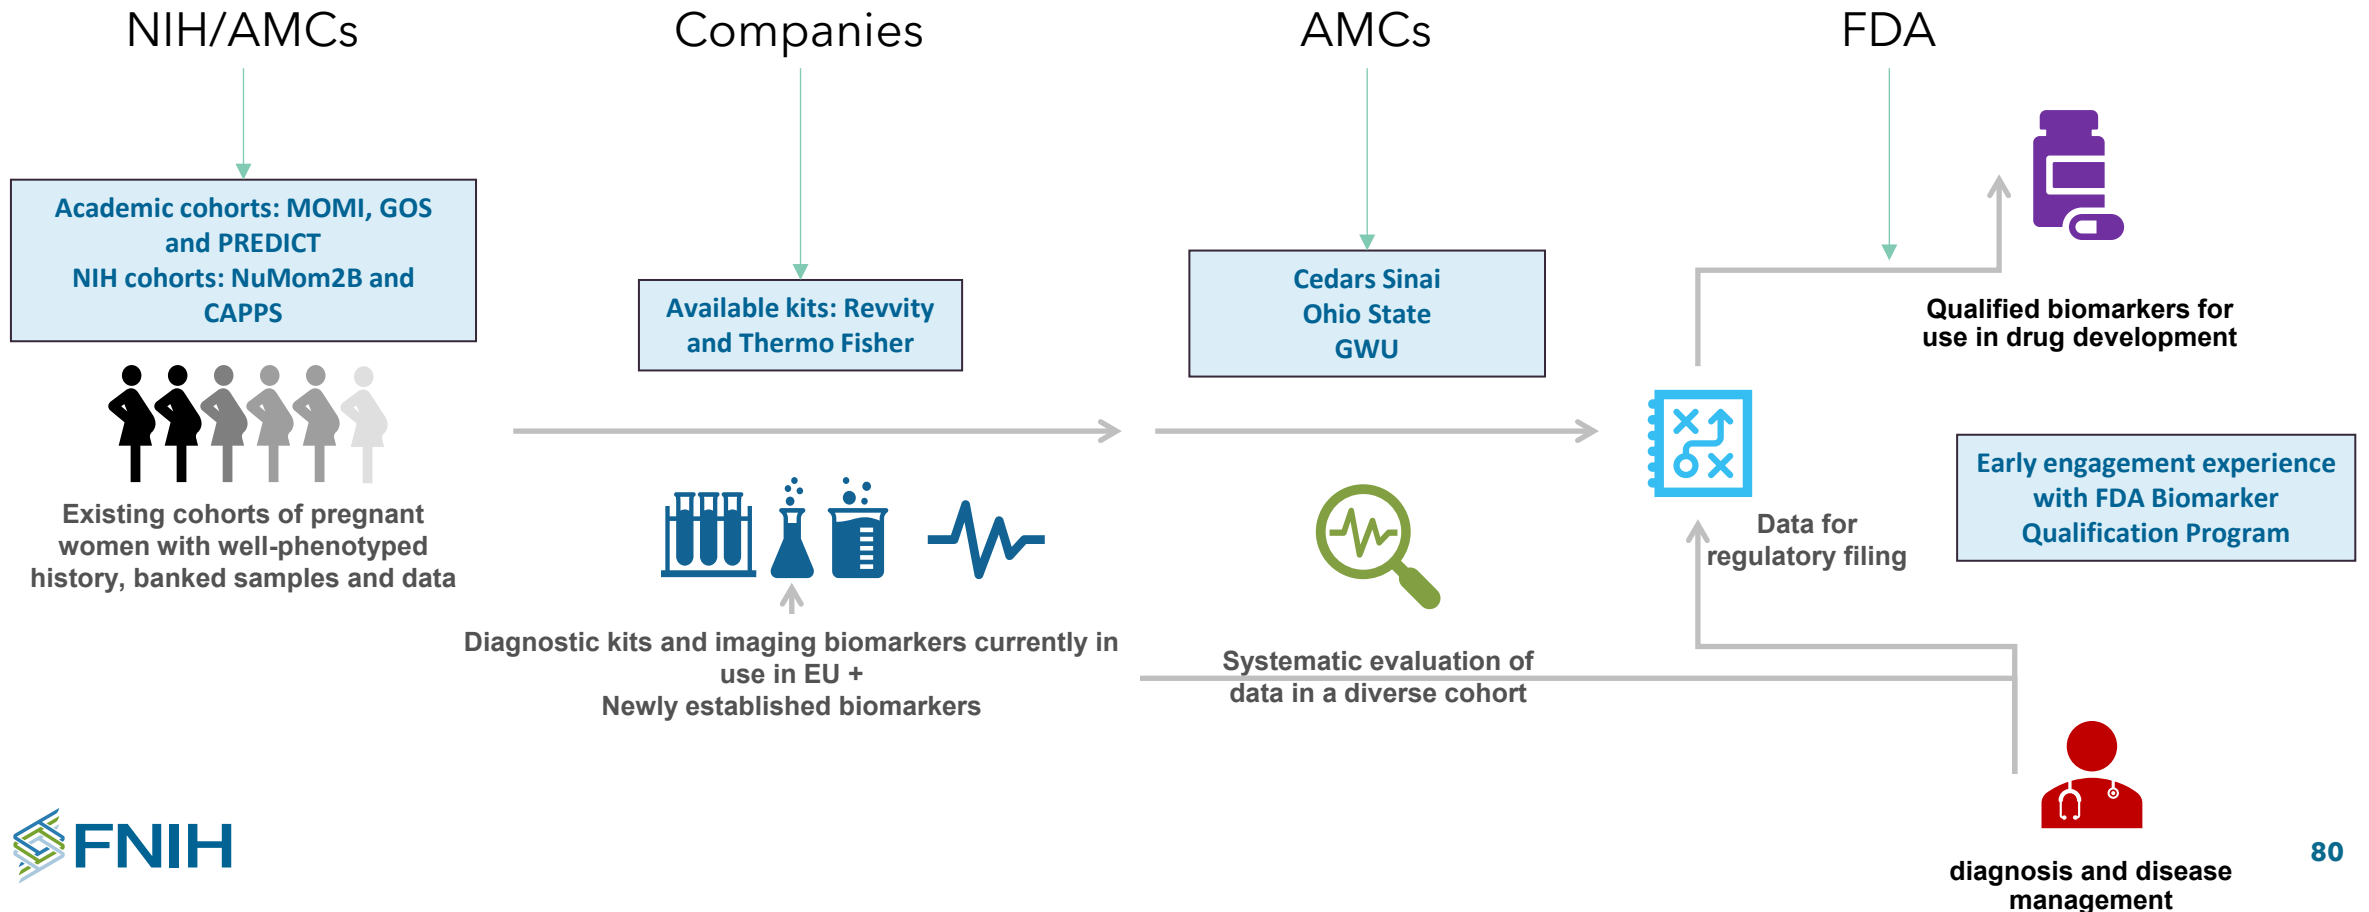 NIH/AMCs
Companies
AMCs
FDA
Academic cohorts: MOMI, GOS
and PREDICT
NIH cohorts: NuMom2B and
CAPPS
Available kits: Revvity
and Thermo Fisher
Cedars Sinai
Ohio State
GWU
Qualified biomarkers for
use in drug development
Existing cohorts of pregnant
women with well-phenotyped
history, banked samples and data
Early engagement experience
with FDA Biomarker
Qualification Program
Data for
regulatory filing
Diagnostic kits and imaging biomarkers currently in
use in EU +
Newly established biomarkers
Systematic evaluation of
data in a diverse cohort
FNIH
diagnosis and disease
management
80